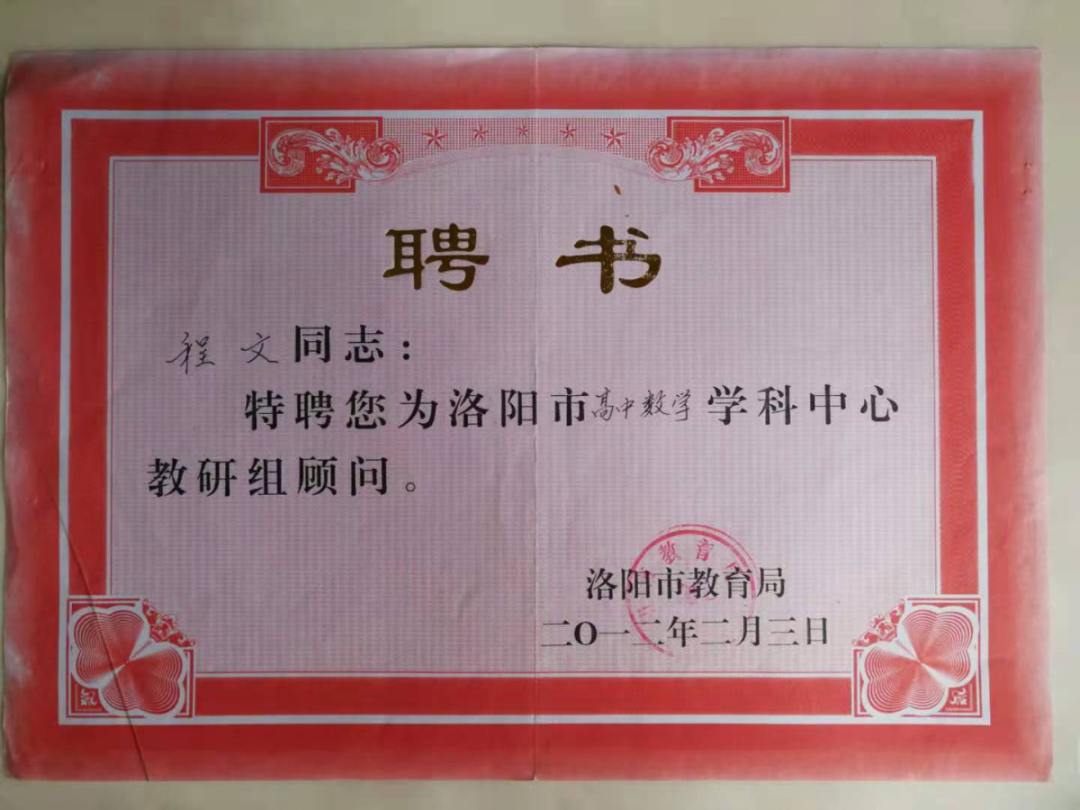 聘书
程文同志：
特聘您为洛阳市高中数学学科中心
教研组顾问。
教育
洛阳市教育局
二〇一二年二月三日